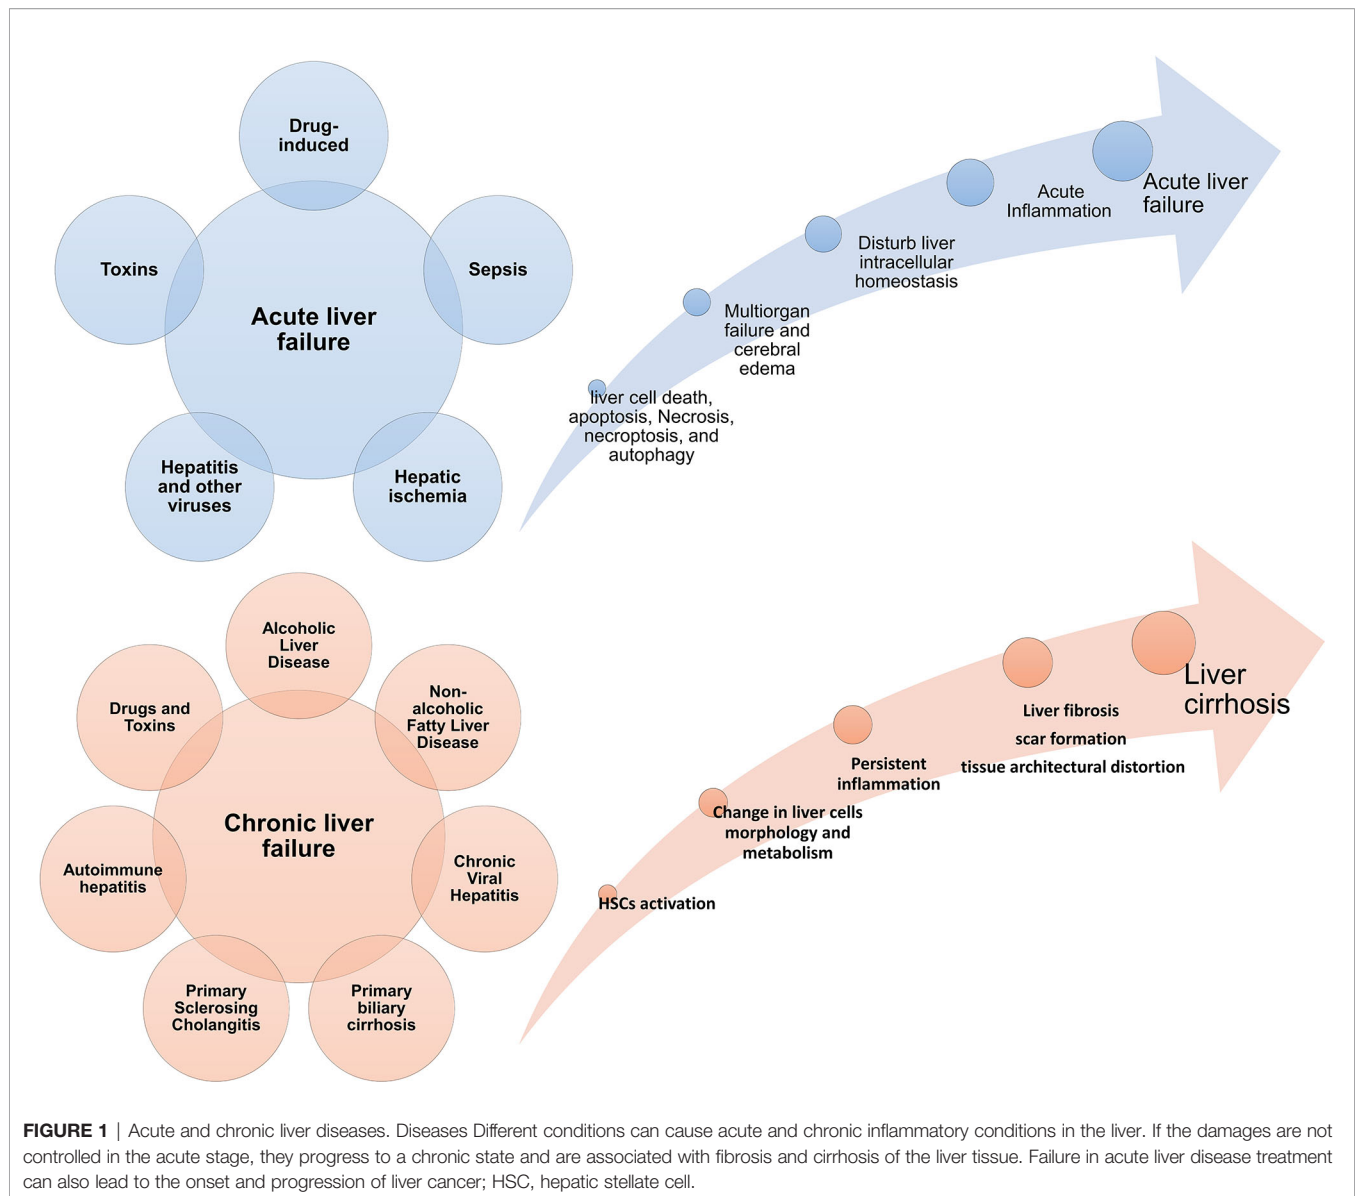 Drug-
induced
Toxins
Sepsis
Acute liver
failure
Hepatitis
and other
viruses
Hepatic
ischemia
liver cell death,
apoptosis, Necrosis,
necroptosis, and
autophagy
Multiorgan
failure and
cerebral
edema
Disturb liver
intracellular
homeostasis
Acute
Inflammation
Acute liver
failure
Alcoholic
Liver
Disease
Drugs and
Toxins
Non-
alcoholic
Fatty Liver
Disease
Chronic liver
failure
Autoimmune
hepatitis
Chronic
Viral
Hepatitis
Primary
Sclerosing
Cholangitis
Primary
biliary
cirrhosis
HSCs activation
Change in liver cells
morphology and
metabolism
Persistent
inflammation
Liver fibrosis
scar formation
tissue architectural distortion
Liver
cirrhosis
FIGURE 1 | Acute and chronic liver diseases. Diseases Different conditions can cause acute and chronic inflammatory conditions in the liver. If the damages are not
controlled in the acute stage, they progress to a chronic state and are associated with fibrosis and cirrhosis of the liver tissue. Failure in acute liver disease treatment
can also lead to the onset and progression of liver cancer; HSC, hepatic stellate cell.